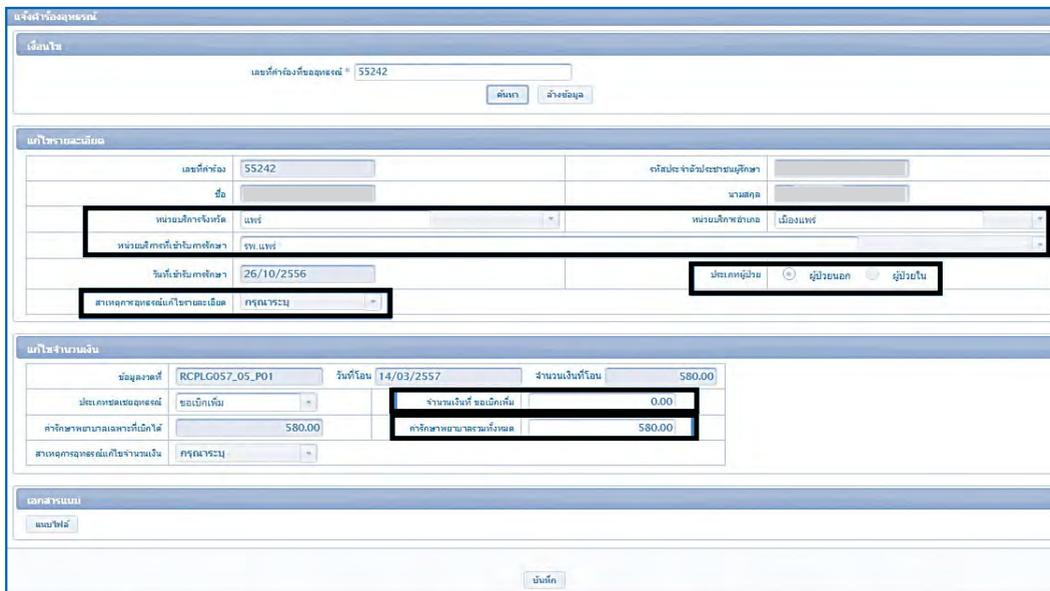 แจ้งคำร้องอุทธรณ์
เงื่อนไข
เลขที่คำร้องที่ขออุทธรณ์ * 55242
ค้นหา ล้างข้อมูล
แก้ไขรายละเอียด
เลขที่คำร้อง 55242 รหัสประจำตัวประชาชนผู้รักษา
ชื่อ นามสกุล
หน่วยบริการจังหวัด แพร่ หน่วยบริการอำเภอ เมืองแพร่
หน่วยบริการที่เข้ารับการรักษา รพ.แพร่
วันที่เข้ารับการรักษา 26/10/2556 ประเภทผู้ป่วย ผู้ป่วยนอก ผู้ป่วยใน
สาเหตุการอุทธรณ์แก้ไขรายละเอียด กรุณาระบุ
แก้ไขจำนวนเงิน
ข้อมูลงวดที่ RCPLG057_05_P01 วันที่โอน 14/03/2557 จำนวนเงินที่โอน 580.00
ประเภทชดเชยอุทธรณ์ ขอเบิกเพิ่ม จำนวนเงินที่ ขอเบิกเพิ่ม 0.00
ค่ารักษาพยาบาลเฉพาะที่เบิกได้ 580.00 ค่ารักษาพยาบาลรวมทั้งหมด 580.00
สาเหตุการอุทธรณ์แก้ไขจำนวนเงิน กรุณาระบุ
เอกสารแนบ
แนบไฟล์
บันทึก